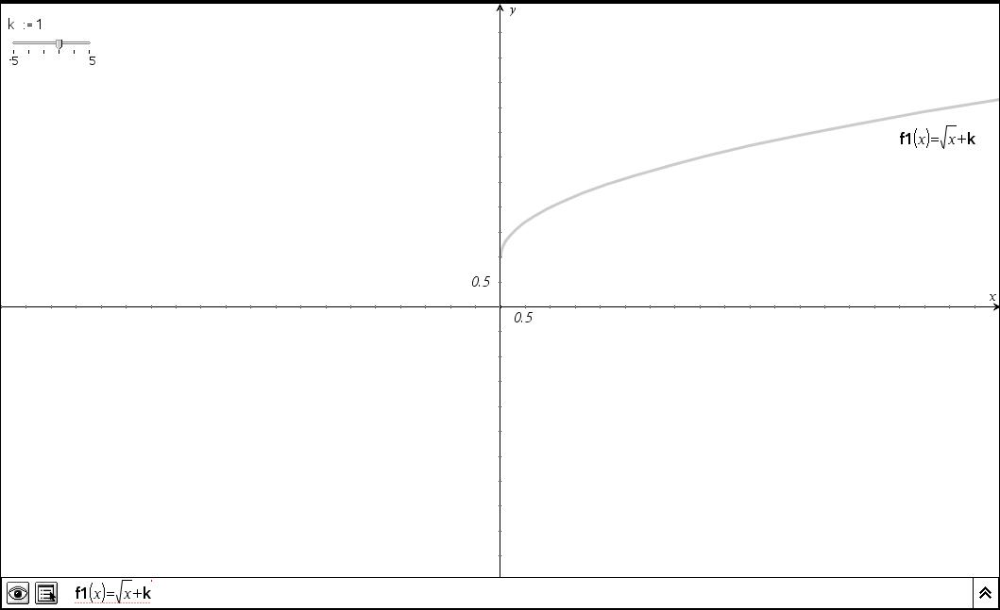 y
k := 1
-5 5
f1(x)=√x+k
0.5
x
0.5
f1(x)=√x+k